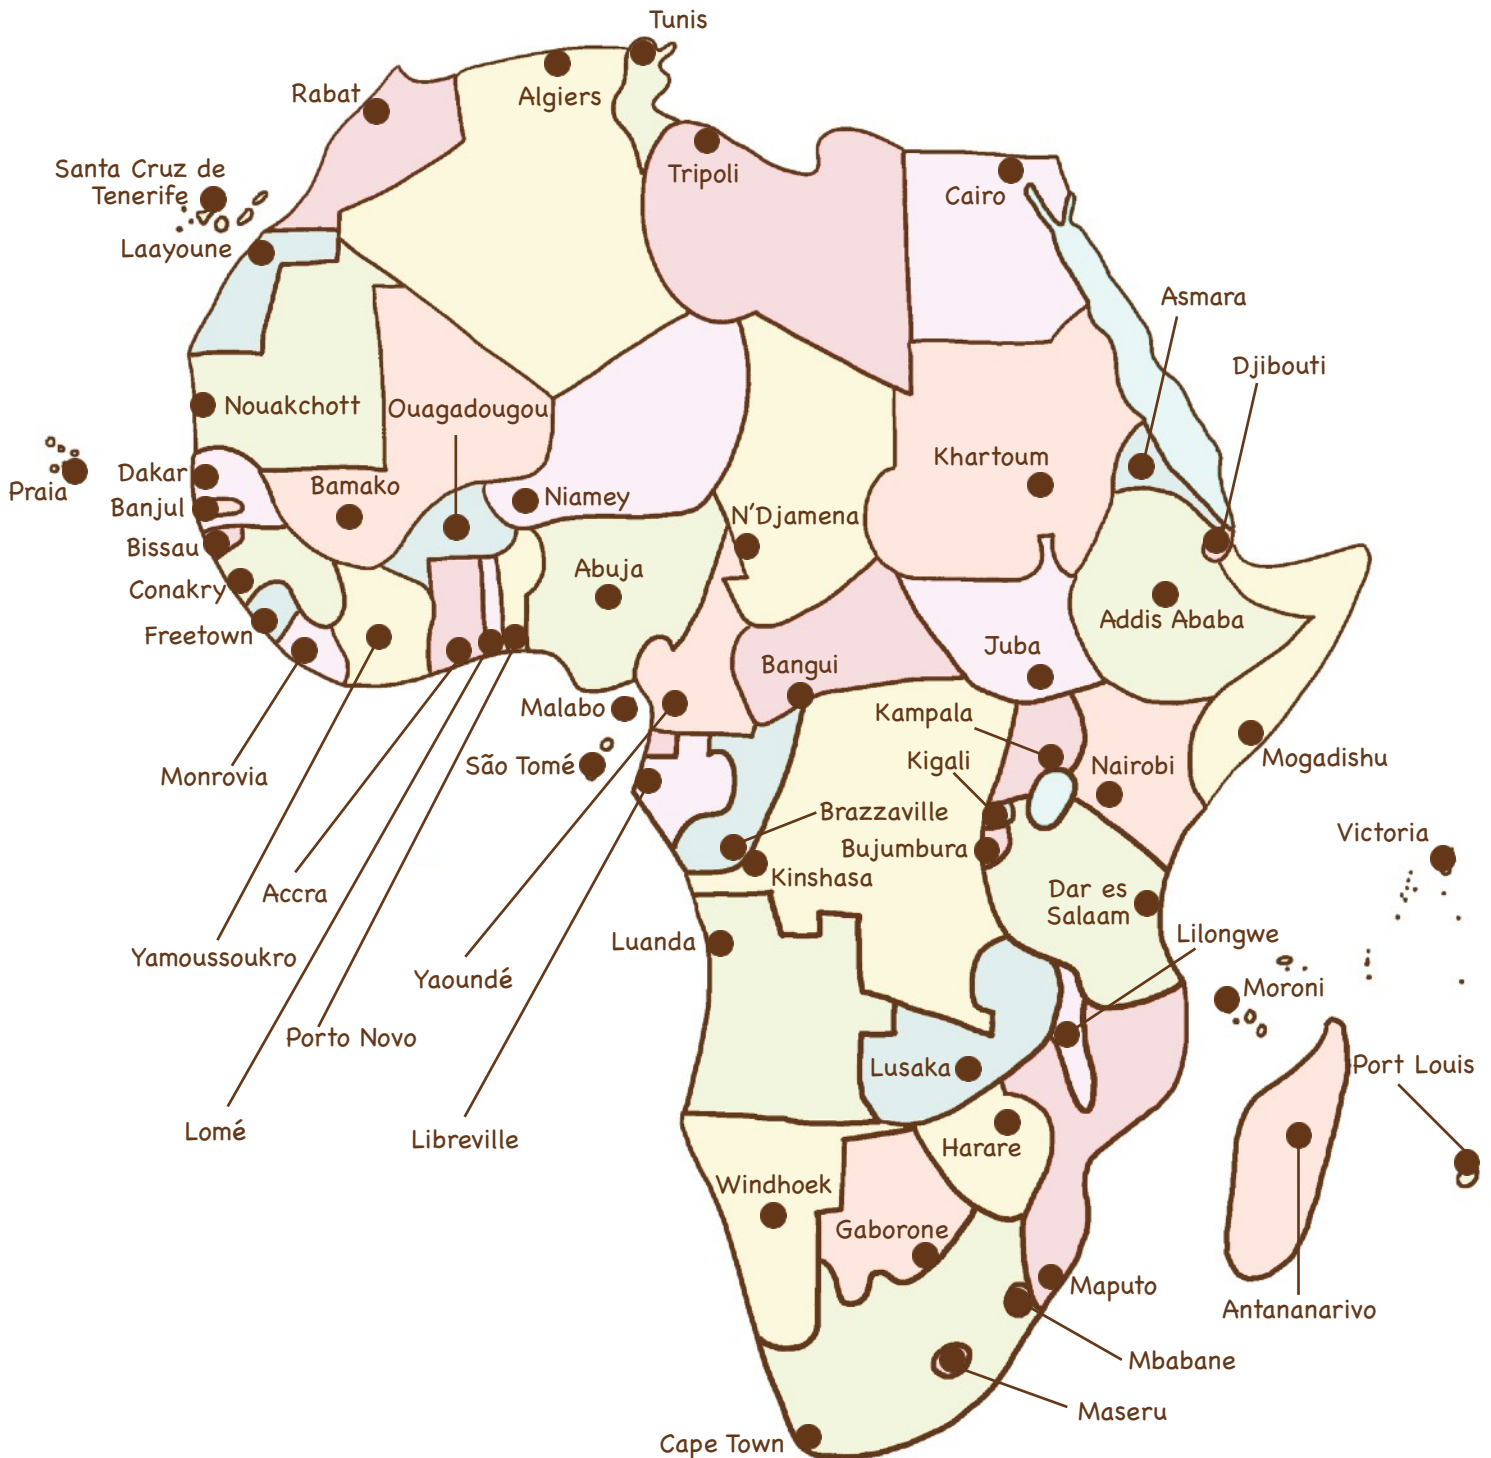 Tunis
Rabat
Algiers
Santa Cruz de
Tenerife
Tripoli
Cairo
Laayoune
Asmara
Djibouti
Nouakchott
Ouagadougou
Khartoum
Dakar
Praia
Bamako
Niamey
Banjul
N'Djamena
Bissau
Abuja
Conakry
Addis Ababa
Freetown
Juba
Bangui
Malabo
Kampala
Mogadishu
São Tomé
Kigali
Nairobi
Monrovia
Brazzaville
Victoria
Bujumbura
Kinshasa
Accra
Dar es
Salaam
Luanda
Lilongwe
Yamoussoukro
Yaoundé
Moroni
Porto Novo
Lusaka
Port Louis
Lomé
Libreville
Harare
Windhoek
Gaborone
Maputo
Antananarivo
Mbabane
Maseru
Cape Town